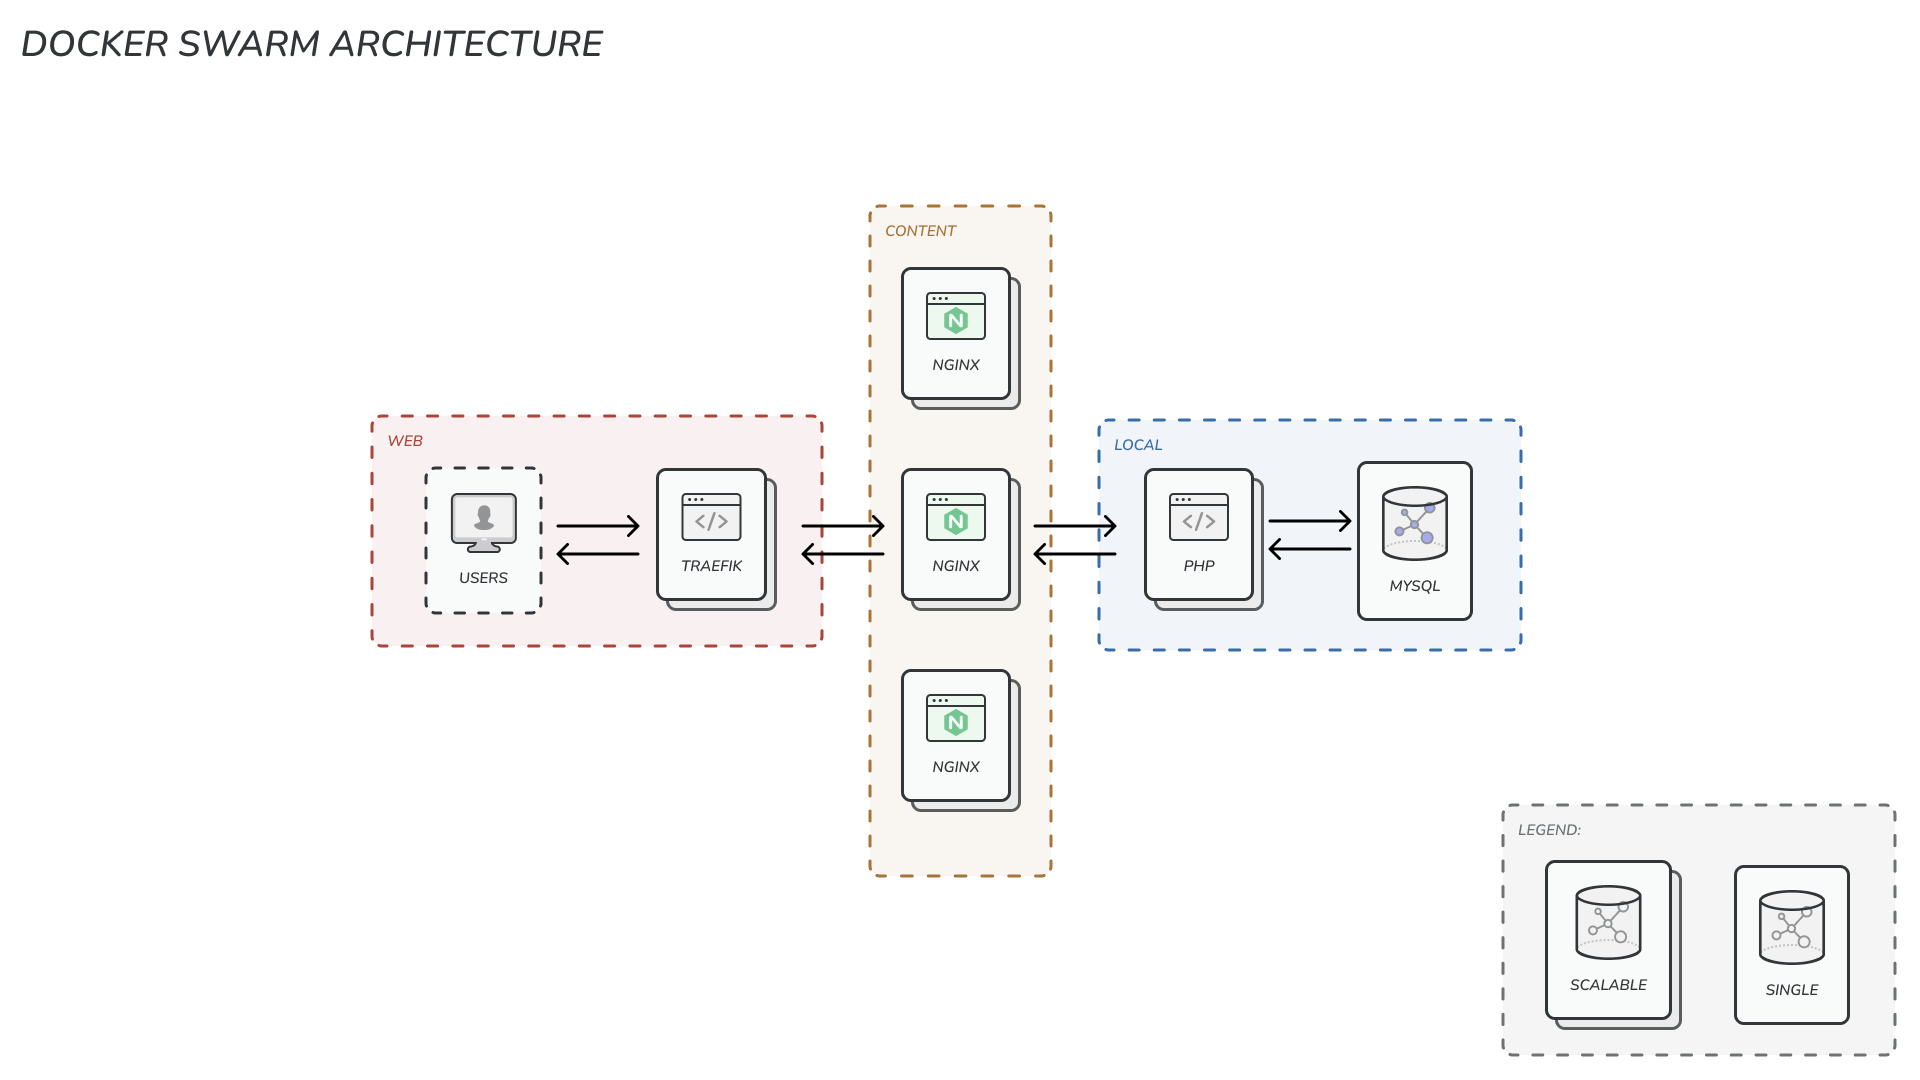 DOCKER SWARM ARCHITECTURE
CONTENT
NGINX
WEB
USERS
TRAEFIK
NGINX
LOCAL
PHP
MYSQL
NGINX
LEGEND:
SCALABLE
SINGLE